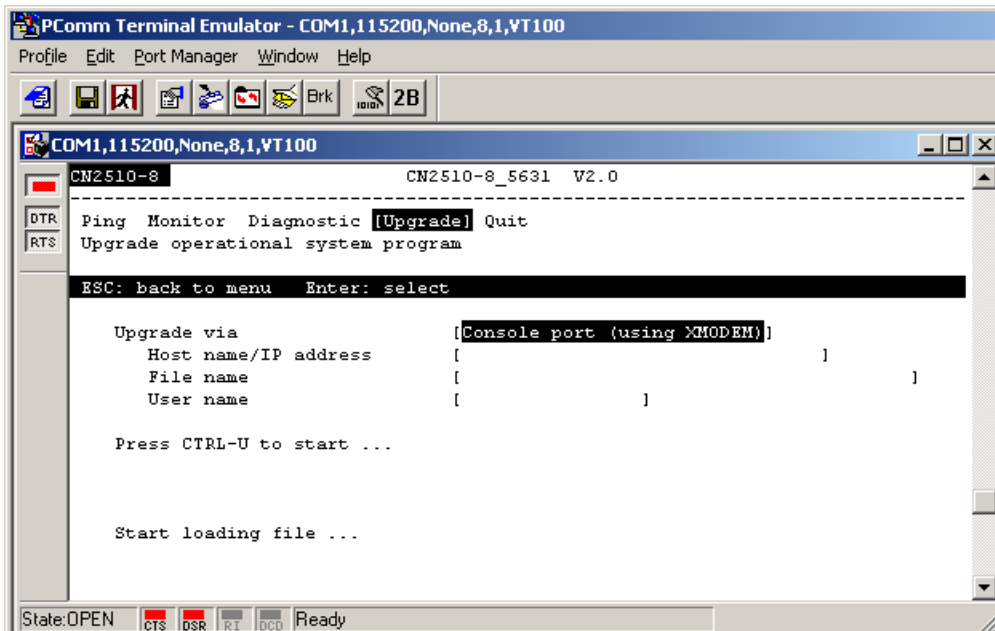 PComm Terminal Emulator - COM1,115200,None,8,1,VT100
Profile Edit Port Manager Window Help
Brk 2B
COM1,115200,None,8,1,VT100
CN2510-8 CN2510-8_5631 V2.0
--------------------------------------------------------------------------------
DTR
RTS
Ping Monitor Diagnostic [Upgrade] Quit
Upgrade operational system program
ESC: back to menu Enter: select
Upgrade via [Console port (using XMODEM)]
Host name/IP address [ ]
File name [ ]
User name [ ]
Press CTRL-U to start ...
Start loading file ...
State:OPEN CTS DSR RI DCD Ready